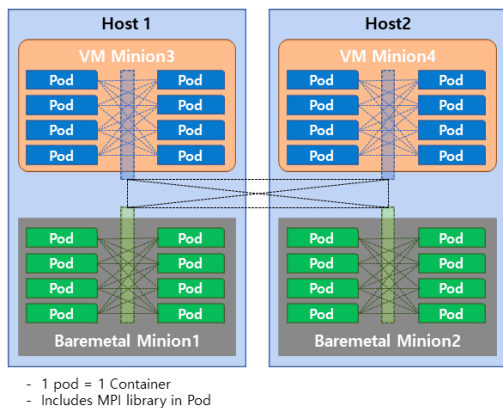 Host 1
VM Minion3
Pod Pod
Pod Pod
Pod Pod
Pod Pod
Pod Pod
Pod Pod
Pod Pod
Pod Pod
Baremetal Minion1
Host2
VM Minion4
Pod Pod
Pod Pod
Pod Pod
Pod Pod
Pod Pod
Pod Pod
Pod Pod
Pod Pod
Baremetal Minion2
- 1 pod = 1 Container
- Includes MPI library in Pod